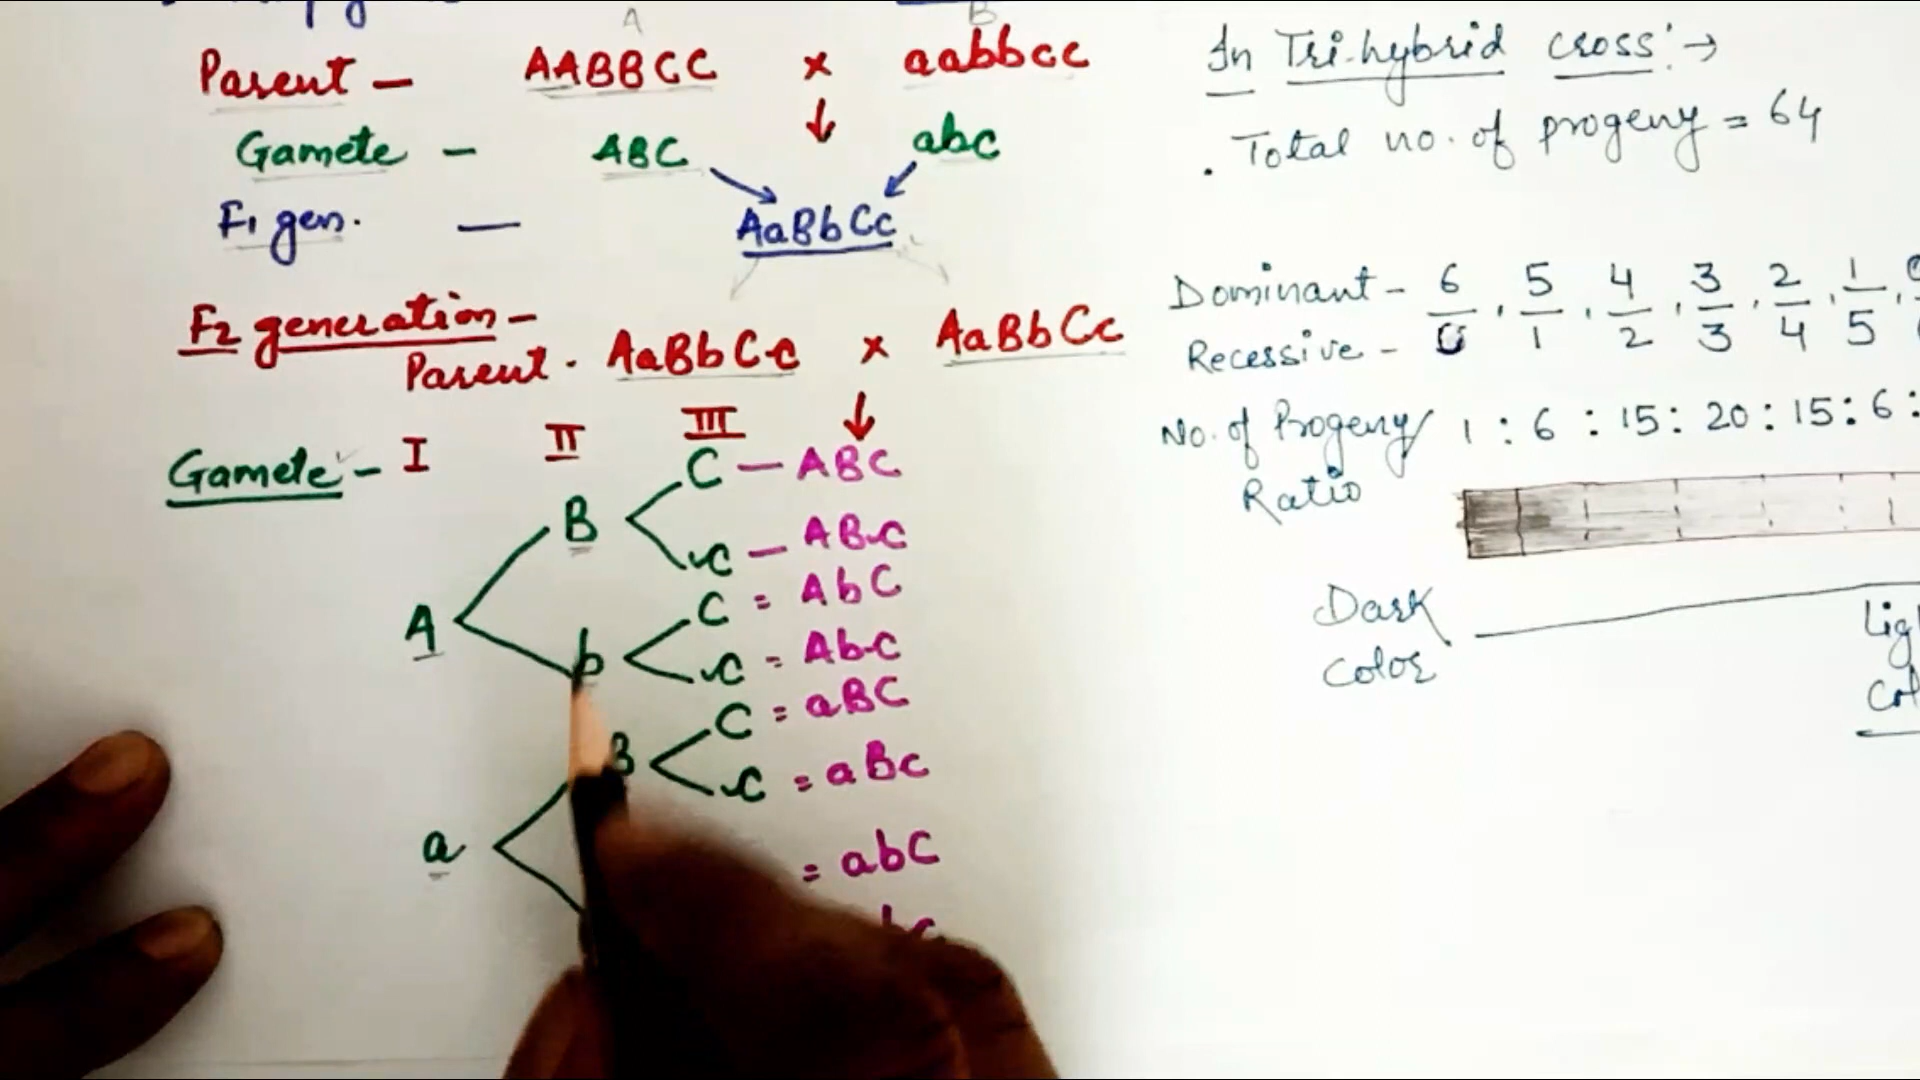 A B
Parent - AABBCC × aabbcc
Gamete - ABC abc
F1 gen. - AaBbCc
F2 generation -
Parent. AaBbCc × AaBbCc
Gamete - I II III
C - ABC
B
c - ABc
C = AbC
A
b
c = Abc
C = aBC
B
c = aBc
a
= abC
bc
In Tri-hybrid cross :→
. Total no. of progeny = 64
Dominant - 6/0, 5/1, 4/2, 3/3, 2/4, 1/5,
Recessive -
No. of Progeny 1 : 6 : 15 : 20 : 15 : 6 :
Ratio
Dark Lig
Color Col